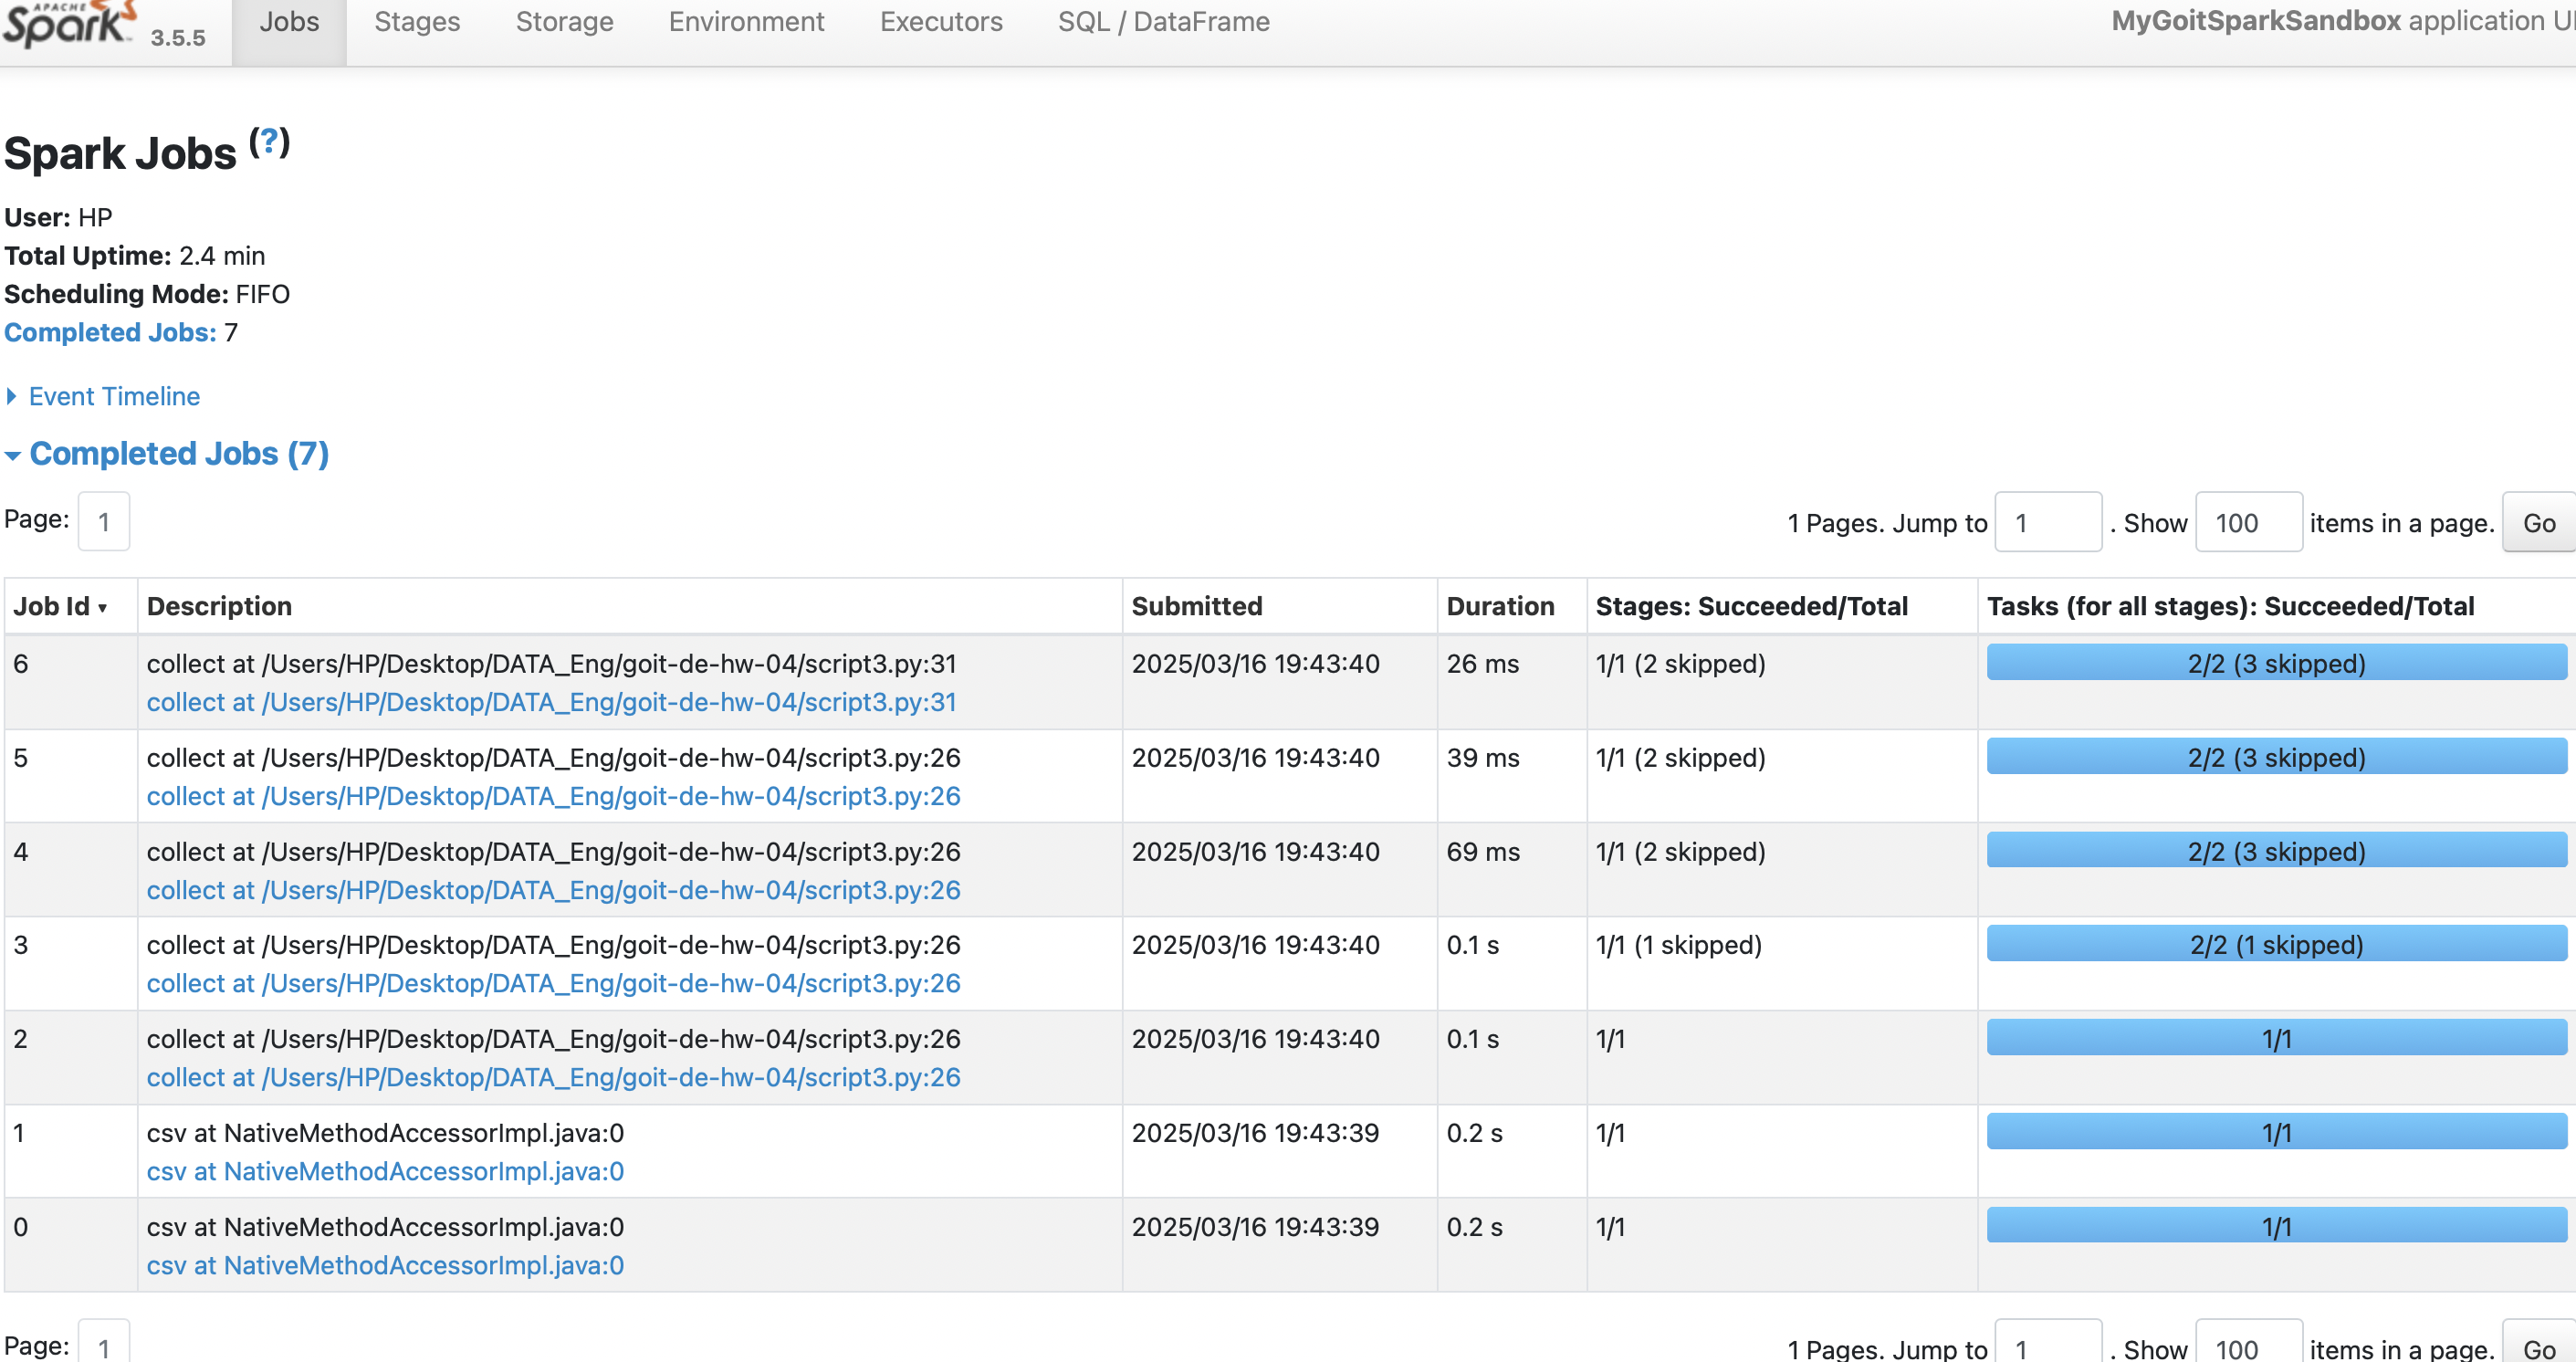 APACHE
Spark 3.5.5 Jobs Stages Storage Environment Executors SQL / DataFrame MyGoitSparkSandbox application
Spark Jobs (?)
User: HP
Total Uptime: 2.4 min
Scheduling Mode: FIFO
Completed Jobs: 7
Event Timeline
Completed Jobs (7)
Page: 1 1 Pages. Jump to 1 . Show 100 items in a page. Go
Job Id ▾ Description Submitted Duration Stages: Succeeded/Total Tasks (for all stages): Succeeded/Total
6 collect at /Users/HP/Desktop/DATA_Eng/goit-de-hw-04/script3.py:31 2025/03/16 19:43:40 26 ms 1/1 (2 skipped) 2/2 (3 skipped)
collect at /Users/HP/Desktop/DATA_Eng/goit-de-hw-04/script3.py:31
5 collect at /Users/HP/Desktop/DATA_Eng/goit-de-hw-04/script3.py:26 2025/03/16 19:43:40 39 ms 1/1 (2 skipped) 2/2 (3 skipped)
collect at /Users/HP/Desktop/DATA_Eng/goit-de-hw-04/script3.py:26
4 collect at /Users/HP/Desktop/DATA_Eng/goit-de-hw-04/script3.py:26 2025/03/16 19:43:40 69 ms 1/1 (2 skipped) 2/2 (3 skipped)
collect at /Users/HP/Desktop/DATA_Eng/goit-de-hw-04/script3.py:26
3 collect at /Users/HP/Desktop/DATA_Eng/goit-de-hw-04/script3.py:26 2025/03/16 19:43:40 0.1 s 1/1 (1 skipped) 2/2 (1 skipped)
collect at /Users/HP/Desktop/DATA_Eng/goit-de-hw-04/script3.py:26
2 collect at /Users/HP/Desktop/DATA_Eng/goit-de-hw-04/script3.py:26 2025/03/16 19:43:40 0.1 s 1/1 1/1
collect at /Users/HP/Desktop/DATA_Eng/goit-de-hw-04/script3.py:26
1 csv at NativeMethodAccessorImpl.java:0 2025/03/16 19:43:39 0.2 s 1/1 1/1
csv at NativeMethodAccessorImpl.java:0
0 csv at NativeMethodAccessorImpl.java:0 2025/03/16 19:43:39 0.2 s 1/1 1/1
csv at NativeMethodAccessorImpl.java:0
Page: 1 1 Pages. Jump to 1 . Show 100 items in a page. Go